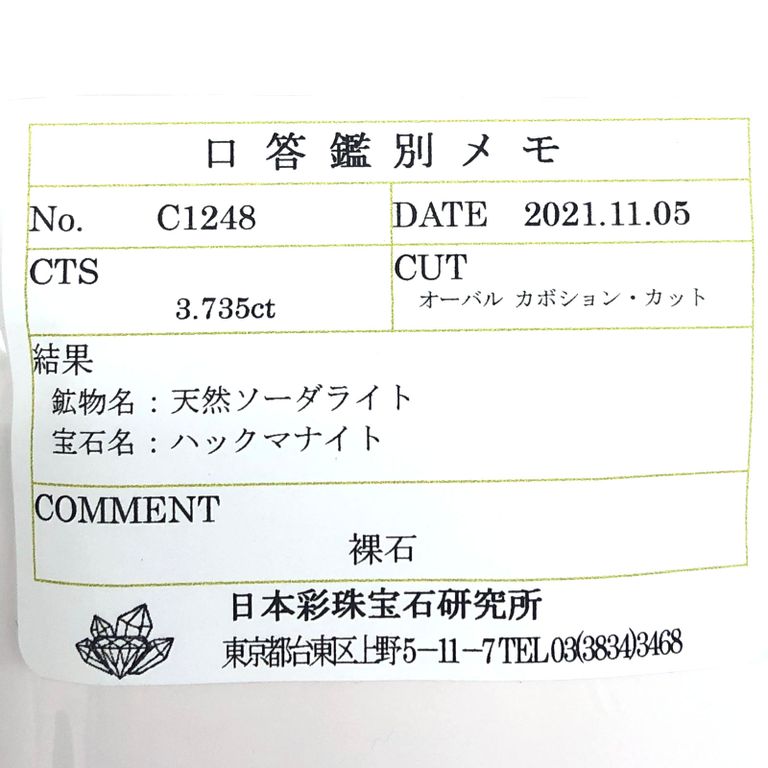 口答鑑別メモ
No. C1248
DATE 2021.11.05
CTS
3.735ct
CUT
オーバル カボション・カット
結果
鉱物名：天然ソーダライト
宝石名：ハックマナイト
COMMENT
裸石
日本彩珠宝石研究所
東京都台東区上野5−11−7 TEL 03(3834)3468